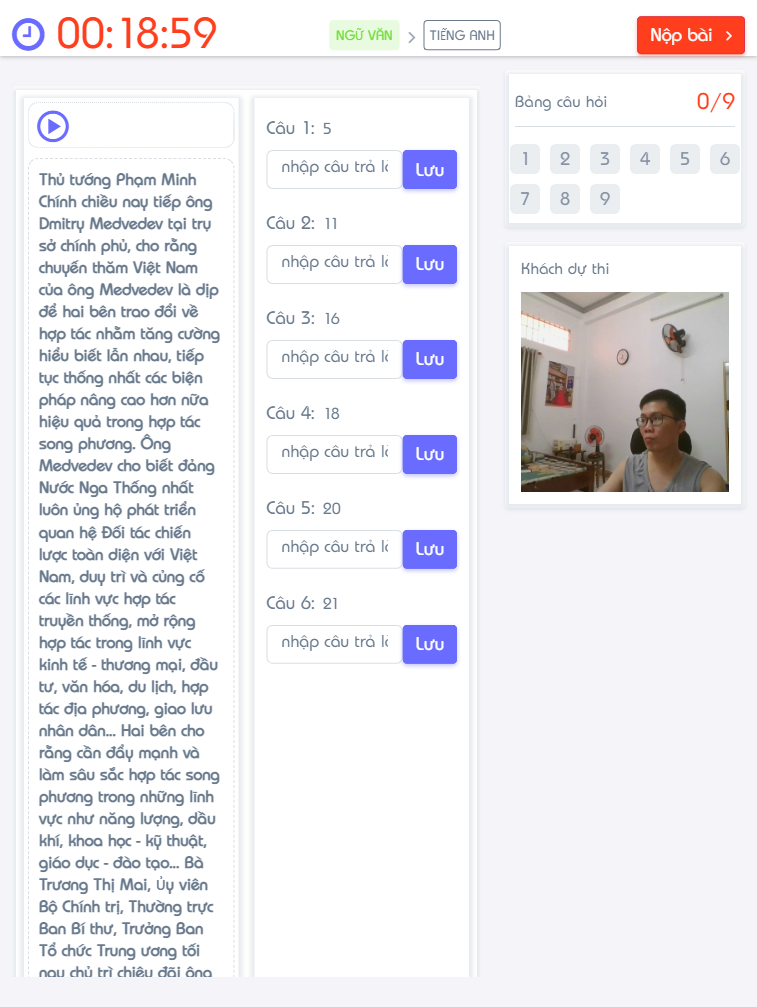 00:18:59
NGỮ VĂN
TIẾNG ANH
Nộp bài
Thủ tướng Phạm Minh
Chính chiều nay tiếp ông
Dmitry Medvedev tại trụ
sở chính phủ, cho rằng
chuyến thăm Việt Nam
của ông Medvedev là dịp
để hai bên trao đổi về
hợp tác nhằm tăng cường
hiểu biết lẫn nhau, tiếp
tục thống nhất các biện
pháp nâng cao hơn nữa
hiệu quả trong hợp tác
song phương. Ông
Medvedev cho biết đảng
Nước Nga Thống nhất
luôn ủng hộ phát triển
quan hệ Đối tác chiến
lược toàn diện với Việt
Nam, duy trì và củng cố
các lĩnh vực hợp tác
truyền thống, mở rộng
hợp tác trong lĩnh vực
kinh tế - thương mại, đầu
tư, văn hóa, du lịch, hợp
tác địa phương, giao lưu
nhân dân... Hai bên cho
rằng cần đẩy mạnh và
làm sâu sắc hợp tác song
phương trong những lĩnh
vực như năng lượng, dầu
khí, khoa học - kỹ thuật,
giáo dục - đào tạo... Bà
Trương Thị Mai, Ủy viên
Bộ Chính trị, Thường trực
Ban Bí thư, Trưởng Ban
Tổ chức Trung ương tối
nay chủ trì chiêu đãi ông
Câu 1: 5
nhập câu trả lờ
Lưu
Câu 2: 11
nhập câu trả lờ
Lưu
Câu 3: 16
nhập câu trả lờ
Lưu
Câu 4: 18
nhập câu trả lờ
Lưu
Câu 5: 20
nhập câu trả lờ
Lưu
Câu 6: 21
nhập câu trả lờ
Lưu
Bảng câu hỏi
0/9
1 2 3 4 5 6
7 8 9
Khách dự thi